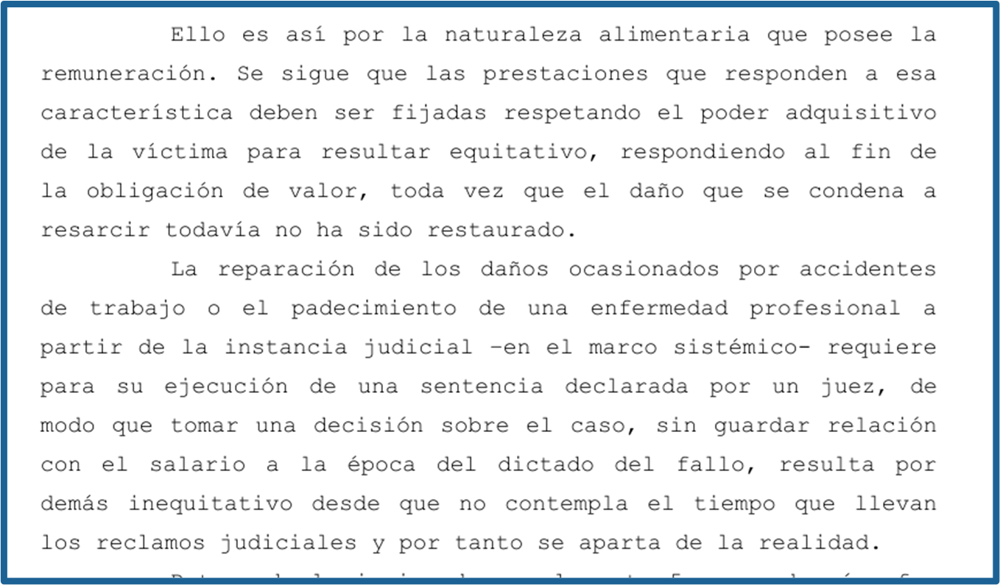 Ello es así por la naturaleza alimentaria que posee la
remuneración. Se sigue que las prestaciones que responden a esa
característica deben ser fijadas respetando el poder adquisitivo
de la víctima para resultar equitativo, respondiendo al fin de
la obligación de valor, toda vez que el daño que se condena a
resarcir todavía no ha sido restaurado.
La reparación de los daños ocasionados por accidentes
de trabajo o el padecimiento de una enfermedad profesional a
partir de la instancia judicial –en el marco sistémico- requiere
para su ejecución de una sentencia declarada por un juez, de
modo que tomar una decisión sobre el caso, sin guardar relación
con el salario a la época del dictado del fallo, resulta por
demás inequitativo desde que no contempla el tiempo que llevan
los reclamos judiciales y por tanto se aparta de la realidad.